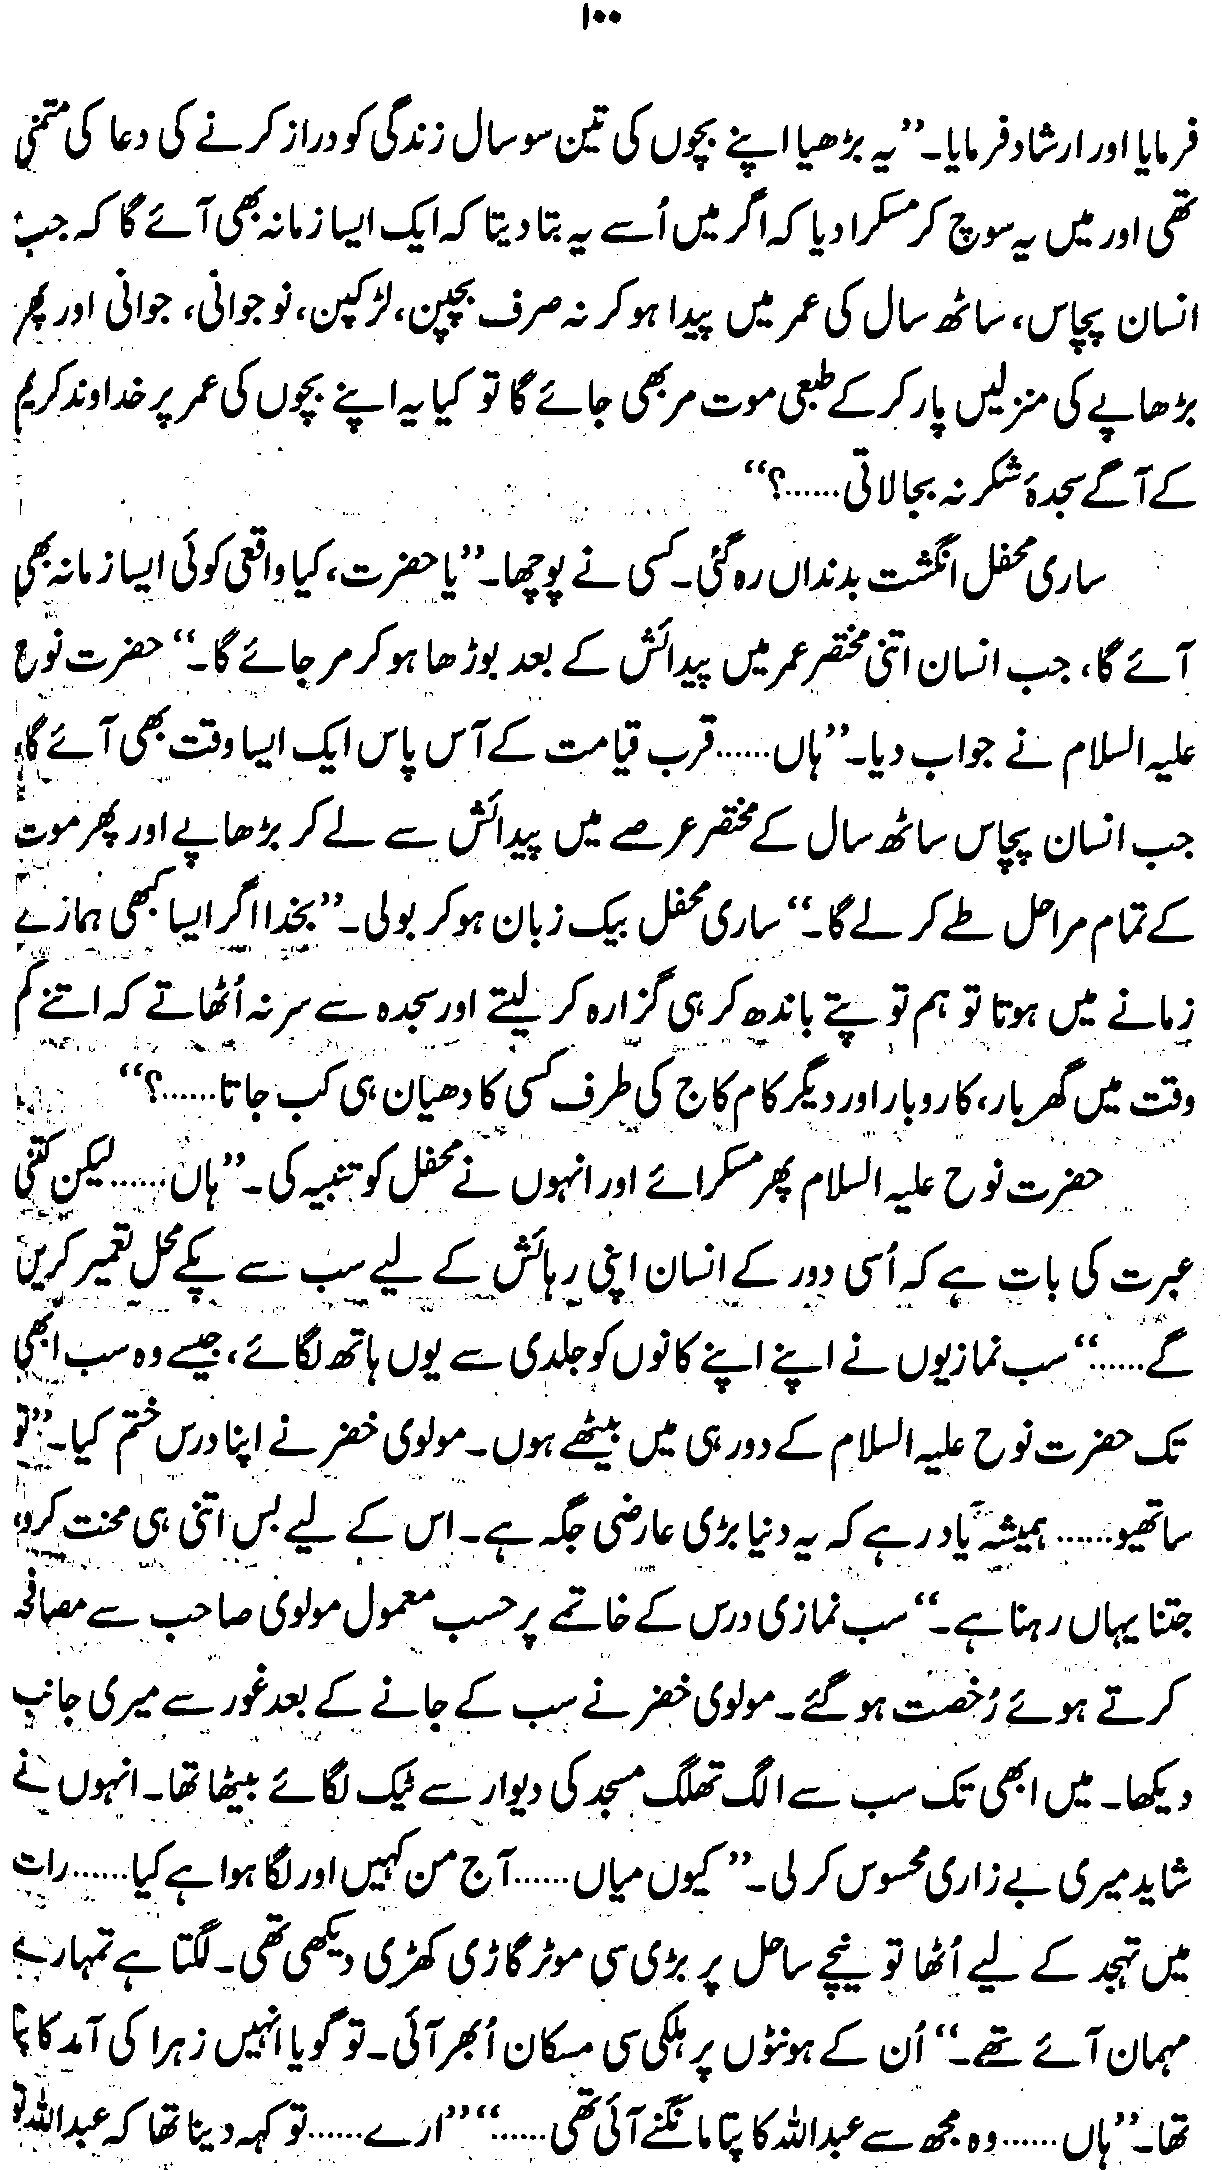 ۱۰۰
فرمایا اور ارشاد فرمایا۔ ”یہ بڑھیا اپنے بچوں کی تین سو سال زندگی کو دراز کرنے کی دعا کی متمنی
تھی اور میں یہ سوچ کر مسکرا دیا کہ اگر میں اُسے یہ بتا دیتا کہ ایک ایسا زمانہ بھی آئے گا کہ جب
انسان پچاس، ساٹھ سال کی عمر میں پیدا ہو کر نہ صرف بچپن، لڑکپن، نوجوانی، جوانی اور پھر
بڑھاپے کی منزلیں پار کر کے طبعی موت مر بھی جائے گا تو کیا یہ اپنے بچوں کی عمر پر خداوند کریم
کے آگے سجدۂ شکر نہ بجا لاتی......؟“
ساری محفل انگشت بدنداں رہ گئی۔ کسی نے پوچھا۔ ”یا حضرت، کیا واقعی کوئی ایسا زمانہ بھی
آئے گا، جب انسان اتنی مختصر عمر میں پیدائش کے بعد بوڑھا ہو کر مر جائے گا۔“ حضرت نوح
علیہ السلام نے جواب دیا۔ ”ہاں...... قرب قیامت کے آس پاس ایک ایسا وقت بھی آئے گا،
جب انسان پچاس ساٹھ سال کے مختصر عرصے میں پیدائش سے لے کر بڑھاپے اور پھر موت
کے تمام مراحل طے کر لے گا۔“ ساری محفل بیک زبان ہو کر بولی۔ ”بخدا اگر ایسا کبھی ہمارے
زمانے میں ہوتا تو ہم تو پتے باندھ کر ہی گزارہ کر لیتے اور سجدہ سے سر نہ اُٹھاتے کہ اتنے کم
وقت میں گھر بار، کاروبار اور دیگر کام کاج کی طرف کسی کا دھیان ہی کب جاتا......؟“
حضرت نوح علیہ السلام پھر مسکرائے اور انہوں نے محفل کو تنبیہ کی۔ ”ہاں...... لیکن کتنی
عبرت کی بات ہے کہ اُسی دور کے انسان اپنی رہائش کے لیے سب سے پکے محل تعمیر کریں
گے......“ سب نمازیوں نے اپنے اپنے کانوں کو جلدی سے یوں ہاتھ لگائے، جیسے وہ سب ابھی
تک حضرت نوح علیہ السلام کے دور ہی میں بیٹھے ہوں۔ مولوی خضر نے اپنا درس ختم کیا۔ ”تو
ساتھیو...... ہمیشہ یاد رہے کہ یہ دنیا بڑی عارضی جگہ ہے۔ اس کے لیے بس اتنی ہی محنت کرو،
جتنا یہاں رہنا ہے۔“ سب نمازی درس کے خاتمے پر حسب معمول مولوی صاحب سے مصافحہ
کرتے ہوئے رُخصت ہو گئے۔ مولوی خضر نے سب کے جانے کے بعد غور سے میری جانب
دیکھا۔ میں ابھی تک سب سے الگ تھلگ مسجد کی دیوار سے ٹیک لگائے بیٹھا تھا۔ انہوں نے
شاید میری بے زاری محسوس کر لی۔ ”کیوں میاں...... آج من کہیں اور لگا ہوا ہے کیا...... رات
میں تہجد کے لیے اُٹھا تو نیچے ساحل پر بڑی سی موٹر گاڑی کھڑی دیکھی تھی۔ لگتا ہے تمہارے
مہمان آئے تھے۔“ اُن کے ہونٹوں پر ہلکی سی مسکان اُبھر آئی۔ تو گویا انہیں زہرا کی آمد کا پتا
تھا۔ ”ہاں...... وہ مجھ سے عبداللہ کا پتا مانگنے آئی تھی......“ ”ارے...... تو کہہ دینا تھا کہ عبداللہ تو